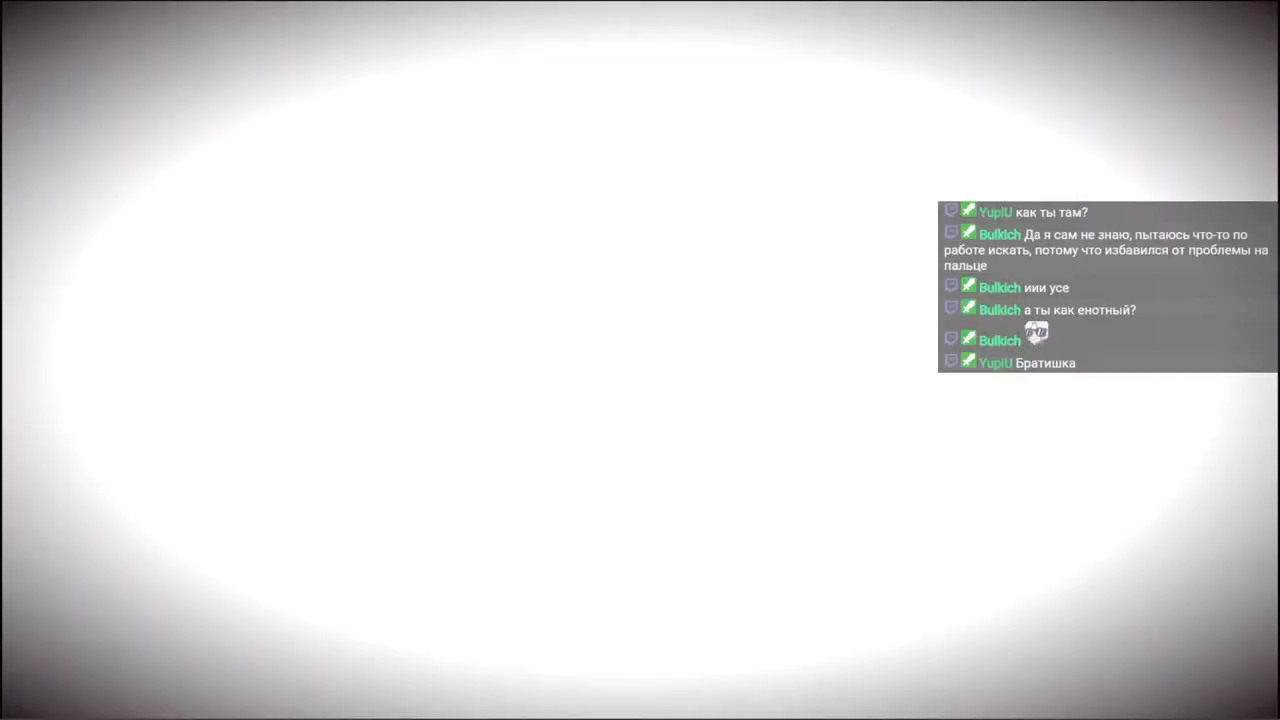 YupiU как ты там?
Bulkich Да я сам не знаю, пытаюсь что-то по
работе искать, потому что избавился от проблемы на
пальце
Bulkich иии усе
Bulkich а ты как енотный?
Bulkich
YupiU Братишка